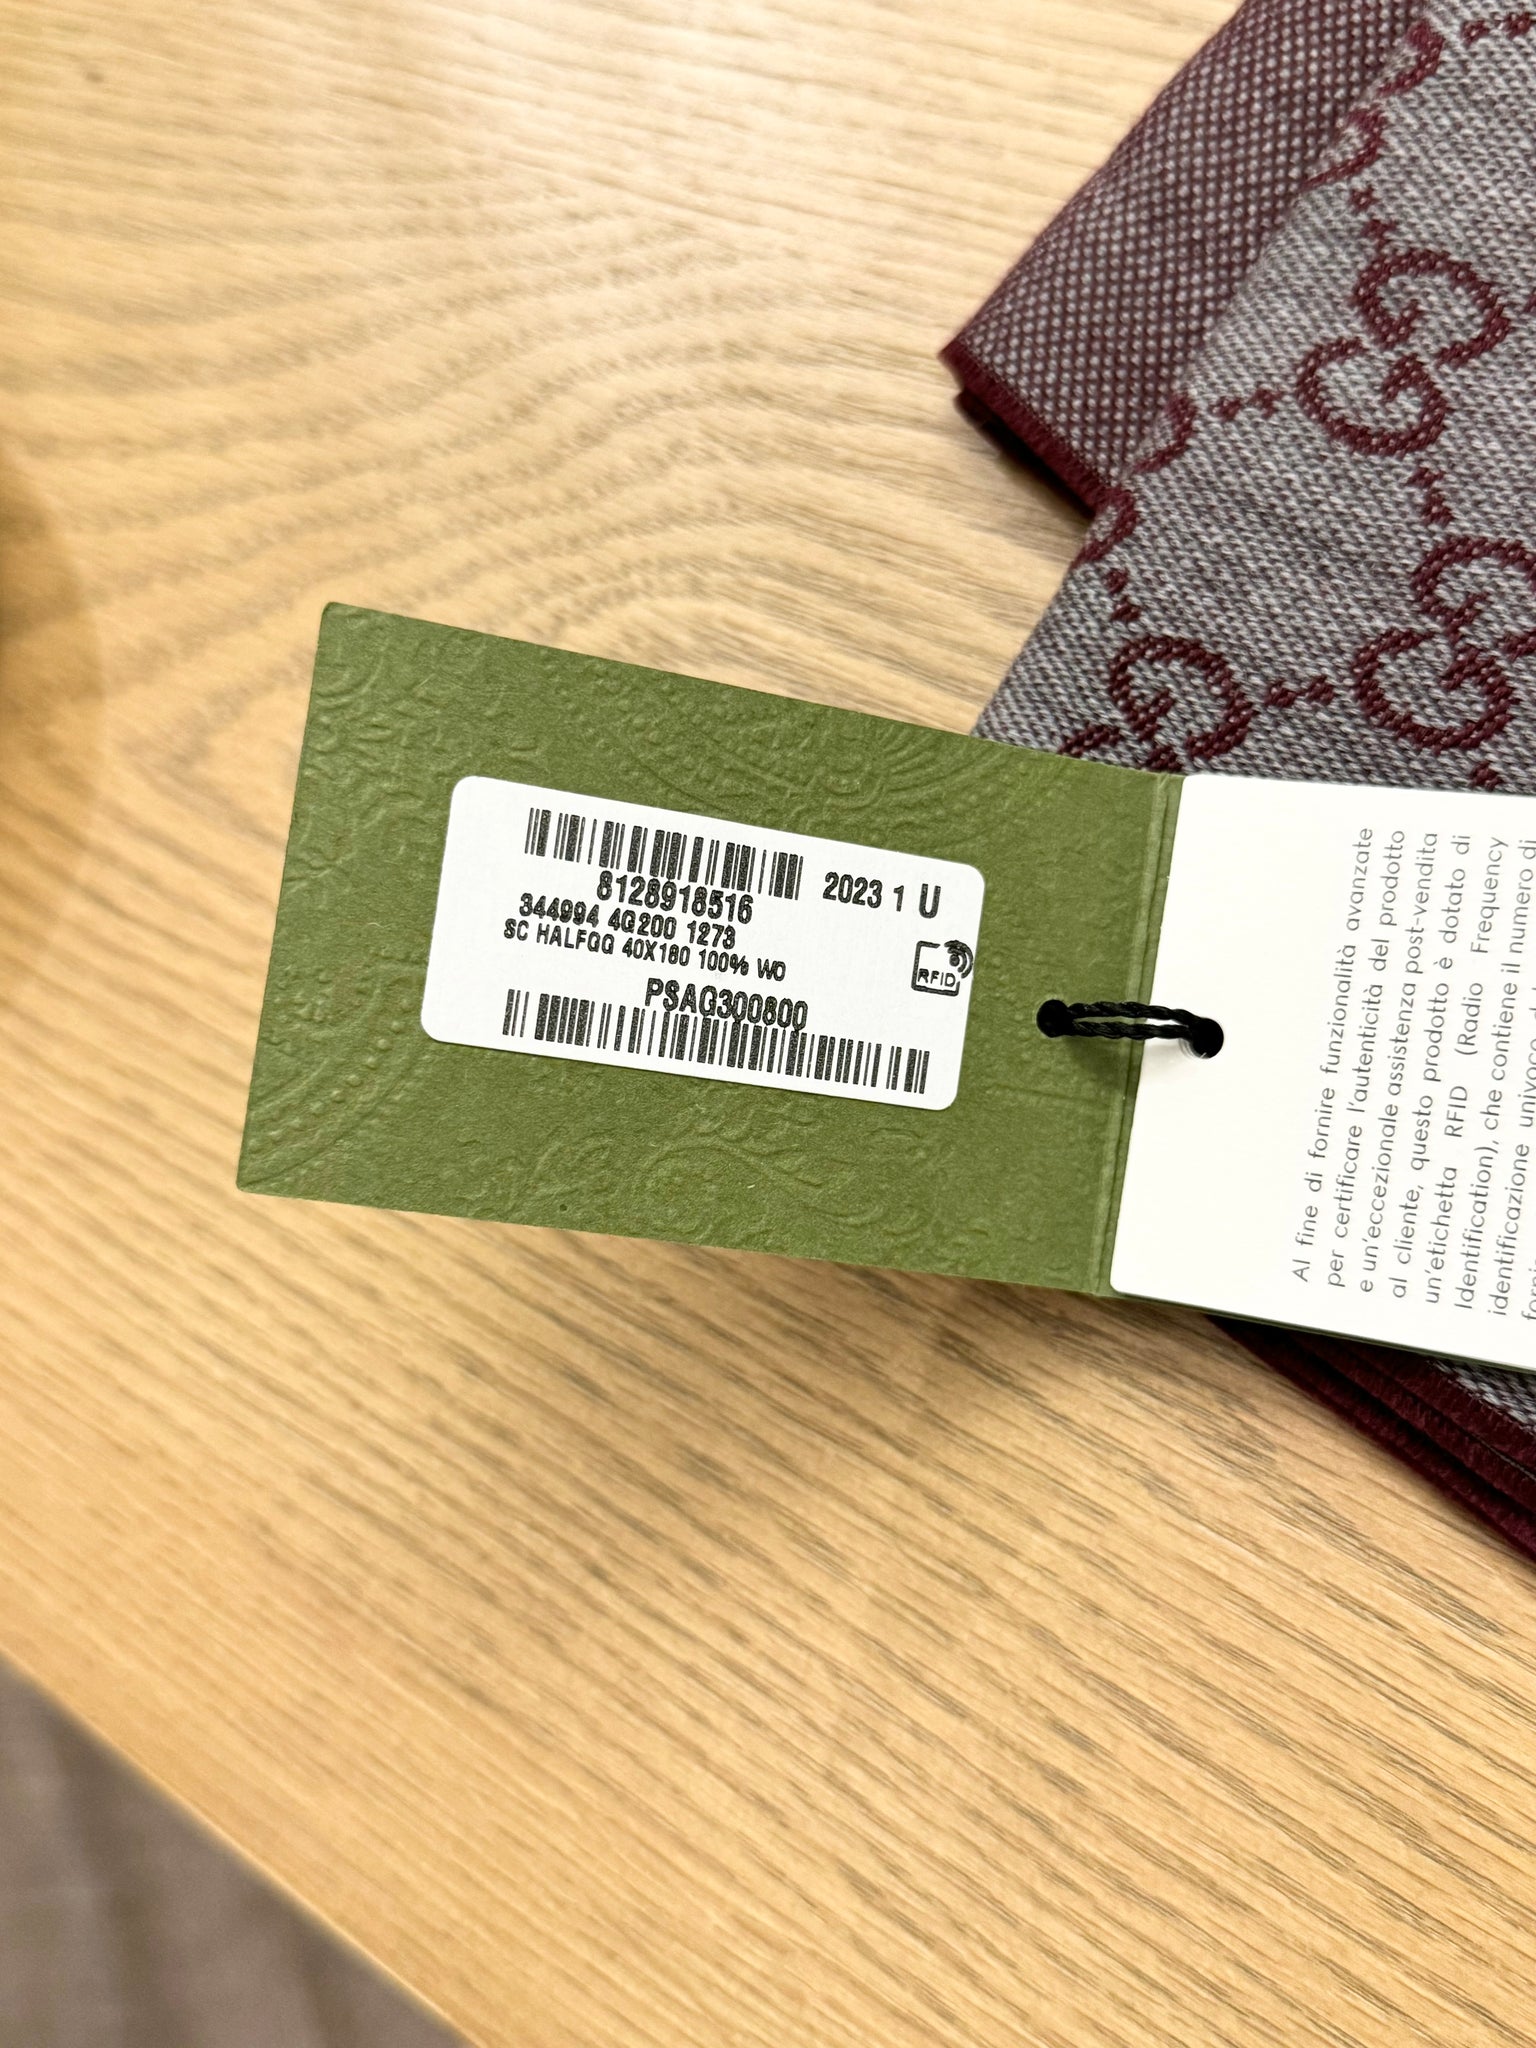 8128918516
2023 1 U
344994 4G200 1273
SC HALFGG 40X180 100% WO
RFID
PSAG300800
Al fine di fornire funzionalità avanzate
per certificare l'autenticità del prodotto
e un'eccezionale assistenza post-vendita
al cliente, questo prodotto è dotato di
un'etichetta RFID (Radio Frequency
Identification), che contiene il numero di
identificazione univoco